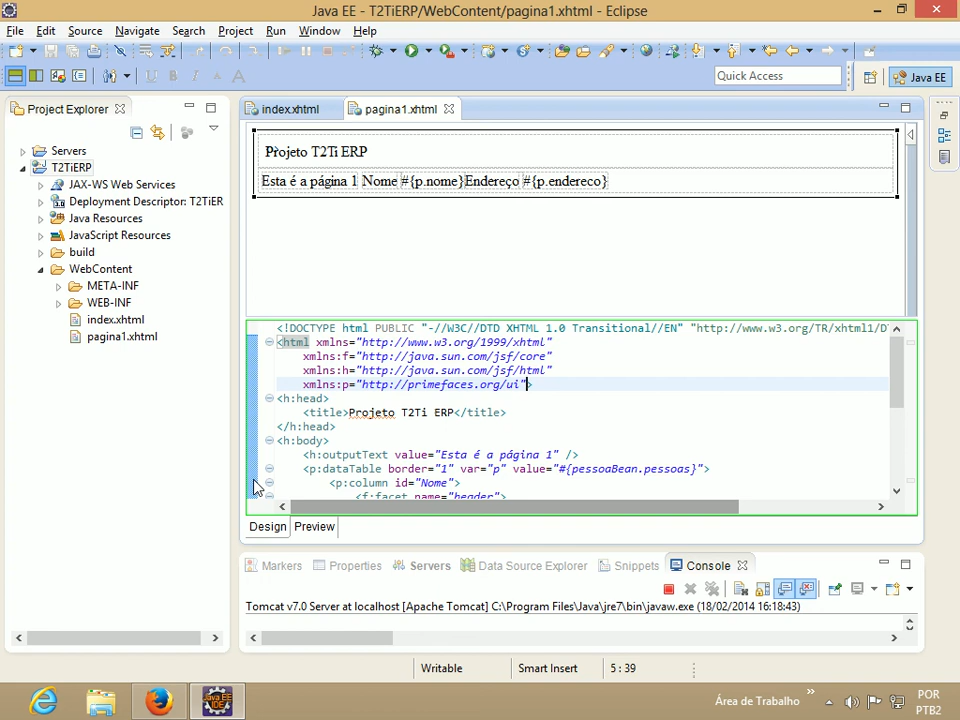 Java EE - T2TiERP/WebContent/pagina1.xhtml - Eclipse
File Edit Source Navigate Search Project Run Window Help
Quick Access
Java EE
Project Explorer
Servers
T2TiERP
JAX-WS Web Services
Deployment Descriptor: T2TiER
Java Resources
JavaScript Resources
build
WebContent
META-INF
WEB-INF
index.xhtml
pagina1.xhtml
index.xhtml pagina1.xhtml
Projeto T2Ti ERP
Esta é a página 1 Nome #{p.nome}Endereço #{p.endereco}
<!DOCTYPE html PUBLIC "-//W3C//DTD XHTML 1.0 Transitional//EN" "http://www.w3.org/TR/xhtml1/DT
<html xmlns="http://www.w3.org/1999/xhtml"
xmlns:f="http://java.sun.com/jsf/core"
xmlns:h="http://java.sun.com/jsf/html"
xmlns:p="http://primefaces.org/ui">
<h:head>
<title>Projeto T2Ti ERP</title>
</h:head>
<h:body>
<h:outputText value="Esta é a página 1" />
<p:dataTable border="1" var="p" value="#{pessoaBean.pessoas}">
<p:column id="Nome">
<f:facet name="header">
Design Preview
Markers Properties Servers Data Source Explorer Snippets Console
Tomcat v7.0 Server at localhost [Apache Tomcat] C:\Program Files\Java\jre7\bin\javaw.exe (18/02/2014 16:18:43)
Writable Smart Insert 5 : 39
Java EE
IDE
Área de Trabalho »
POR
PTB2